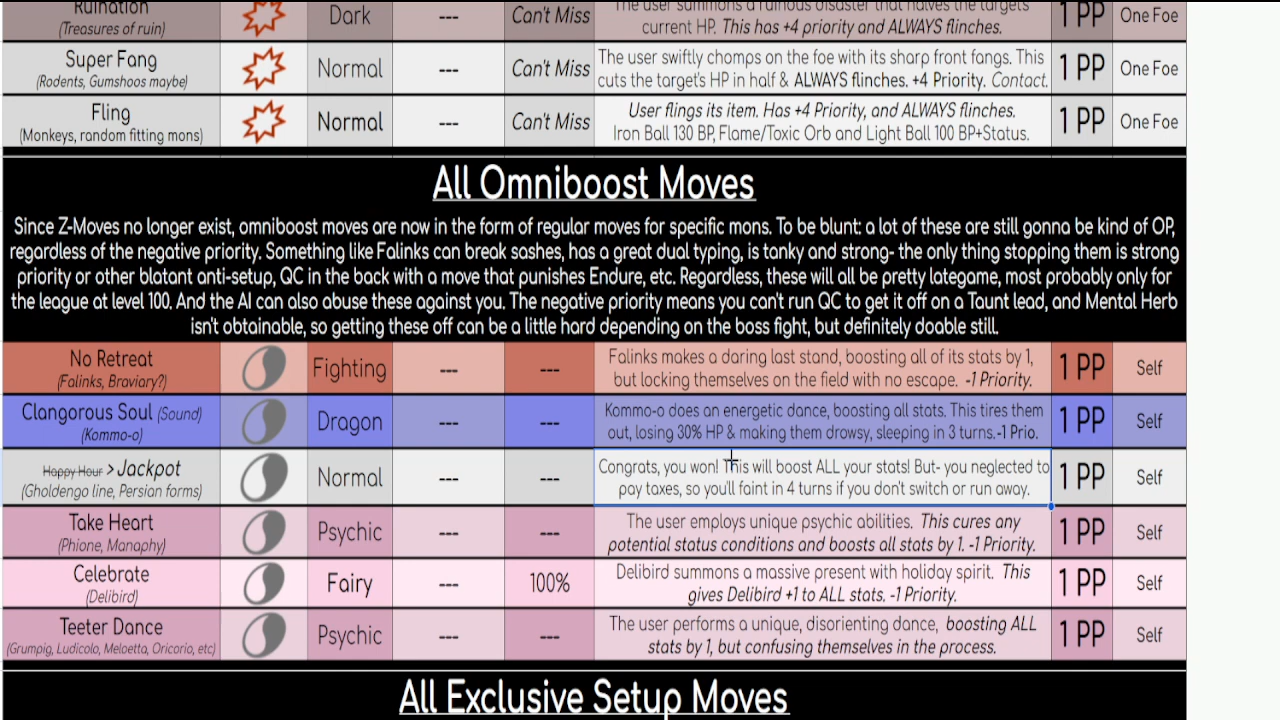 Ruination Dark --- Can't Miss The user summons a ruinous disaster that halves the target's 1 PP One Foe
(Treasures of ruin) current HP. This has +4 priority and ALWAYS flinches.
Super Fang Normal --- Can't Miss The user swiftly chomps on the foe with its sharp front fangs. This 1 PP One Foe
(Rodents, Gumshoos maybe) cuts the target's HP in half & ALWAYS flinches. +4 Priority. Contact.
Fling Normal --- Can't Miss User flings its item. Has +4 Priority, and ALWAYS flinches. 1 PP One Foe
(Monkeys, random fitting mons) Iron Ball 130 BP, Flame/Toxic Orb and Light Ball 100 BP+Status.
All Omniboost Moves
Since Z-Moves no longer exist, omniboost moves are now in the form of regular moves for specific mons. To be blunt: a lot of these are still gonna be kind of OP,
regardless of the negative priority. Something like Falinks can break sashes, has a great dual typing, is tanky and strong- the only thing stopping them is strong
priority or other blatant anti-setup, QC in the back with a move that punishes Endure, etc. Regardless, these will all be pretty lategame, most probably only for
the league at level 100. And the AI can also abuse these against you. The negative priority means you can't run QC to get it off on a Taunt lead, and Mental Herb
isn't obtainable, so getting these off can be a little hard depending on the boss fight, but definitely doable still.
No Retreat Fighting --- --- Falinks makes a daring last stand, boosting all of its stats by 1, 1 PP Self
(Falinks, Braviary?) but locking themselves on the field with no escape. -1 Priority.
Clangorous Soul (Sound) Dragon --- --- Kommo-o does an energetic dance, boosting all stats. This tires them 1 PP Self
(Kommo-o) out, losing 30% HP & making them drowsy, sleeping in 3 turns.-1 Prio.
Happy Hour > Jackpot Normal --- --- Congrats, you won! This will boost ALL your stats! But- you neglected to 1 PP Self
(Gholdengo line, Persian forms) pay taxes, so you'll faint in 4 turns if you don't switch or run away.
Take Heart Psychic --- --- The user employs unique psychic abilities. This cures any 1 PP Self
(Phione, Manaphy) potential status conditions and boosts all stats by 1. -1 Priority.
Celebrate Fairy --- 100% Delibird summons a massive present with holiday spirit. This 1 PP Self
(Delibird) gives Delibird +1 to ALL stats. -1 Priority.
Teeter Dance Psychic --- --- The user performs a unique, disorienting dance, boosting ALL 1 PP Self
(Grumpig, Ludicolo, Meloetta, Oricorio, etc) stats by 1, but confusing themselves in the process.
All Exclusive Setup Moves